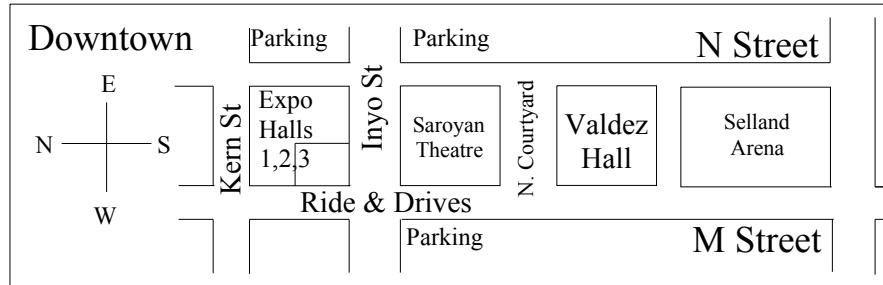 Downtown
Parking
Parking
N Street
E
N
S
W
Kern St
Expo
Halls
1,2,3
Inyo St
Saroyan
Theatre
N. Courtyard
Valdez
Hall
Selland
Arena
Ride & Drives
Parking
M Street